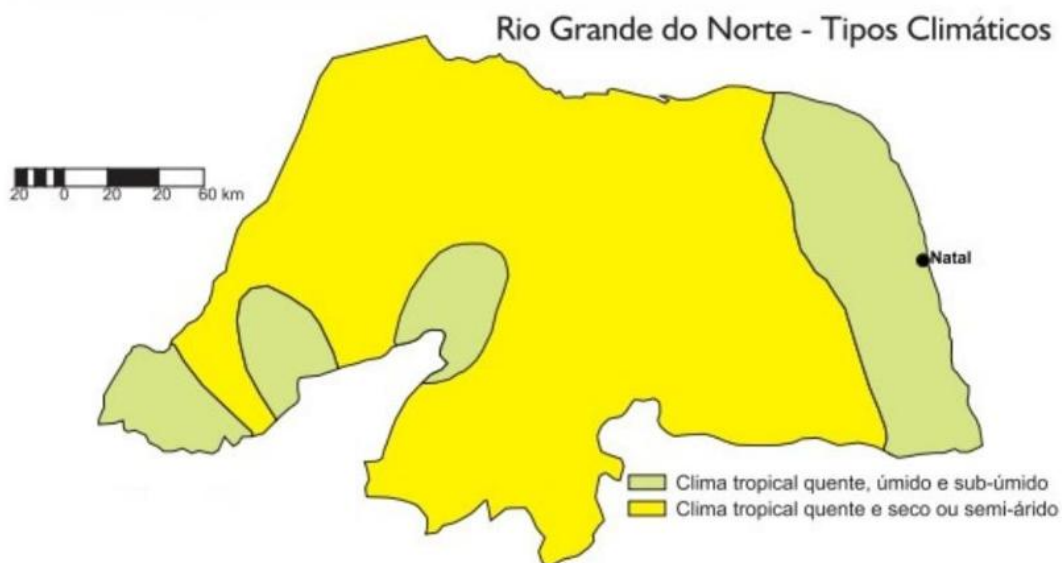 Rio Grande do Norte - Tipos Climáticos
20 0 20 20 60 km
Natal
Clima tropical quente, úmido e sub-úmido
Clima tropical quente e seco ou semi-árido